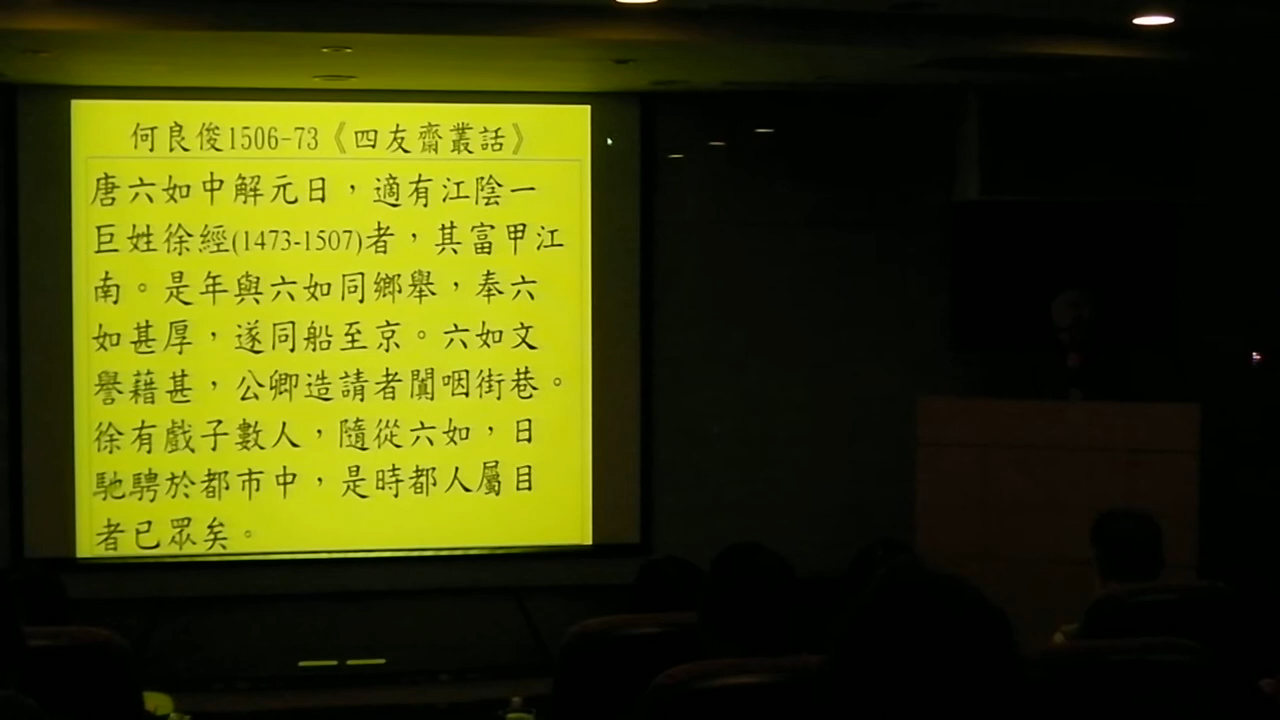 何良俊1506-73《四友齋叢話》
唐六如中解元日，適有江陰一
巨姓徐經(1473-1507)者，其富甲江
南。是年與六如同鄉舉，奉六
如甚厚，遂同船至京。六如文
譽藉甚，公卿造請者闐咽街巷。
徐有戲子數人，隨從六如，日
馳騁於都市中，是時都人屬目
者已眾矣。